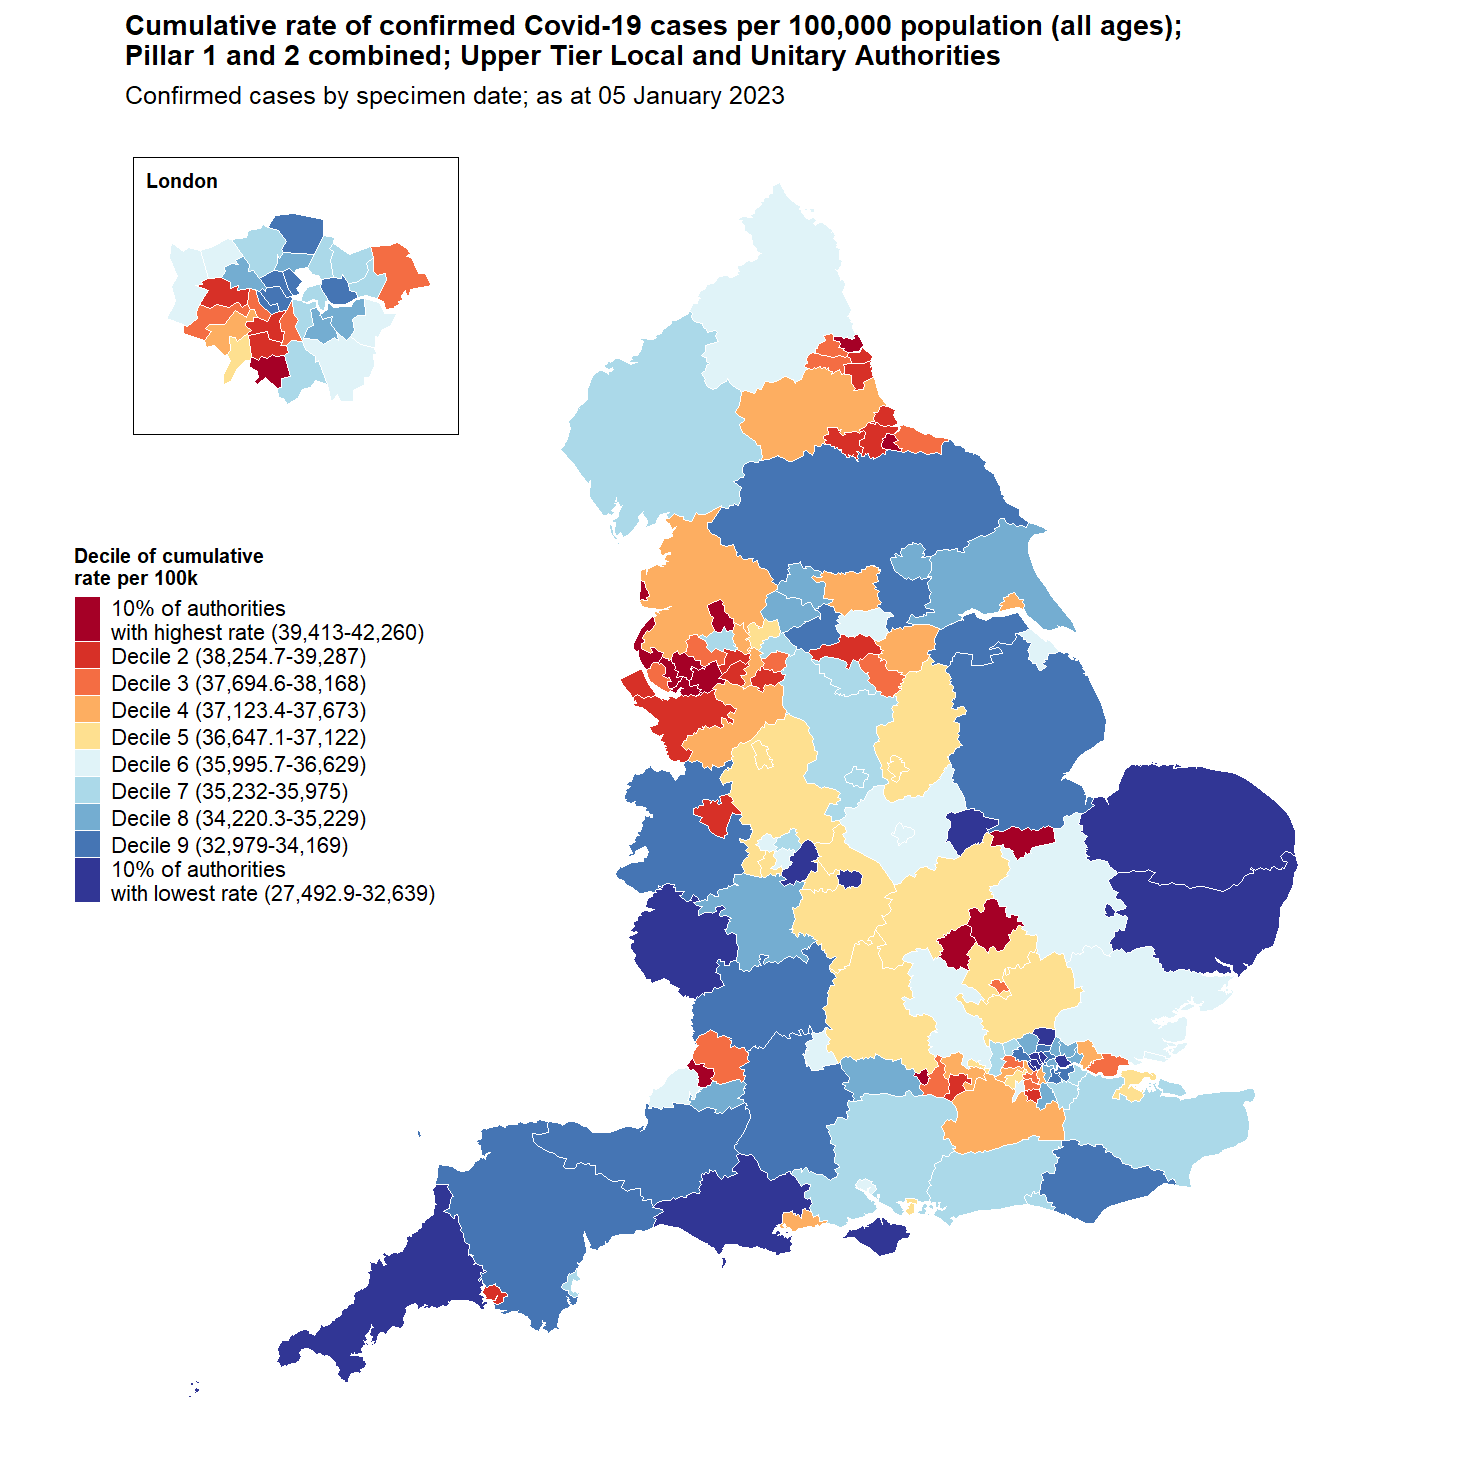 Cumulative rate of confirmed Covid-19 cases per 100,000 population (all ages);
Pillar 1 and 2 combined; Upper Tier Local and Unitary Authorities
Confirmed cases by specimen date; as at 05 January 2023
London
Decile of cumulative
rate per 100k
10% of authorities
with highest rate (39,413-42,260)
Decile 2 (38,254.7-39,287)
Decile 3 (37,694.6-38,168)
Decile 4 (37,123.4-37,673)
Decile 5 (36,647.1-37,122)
Decile 6 (35,995.7-36,629)
Decile 7 (35,232-35,975)
Decile 8 (34,220.3-35,229)
Decile 9 (32,979-34,169)
10% of authorities
with lowest rate (27,492.9-32,639)